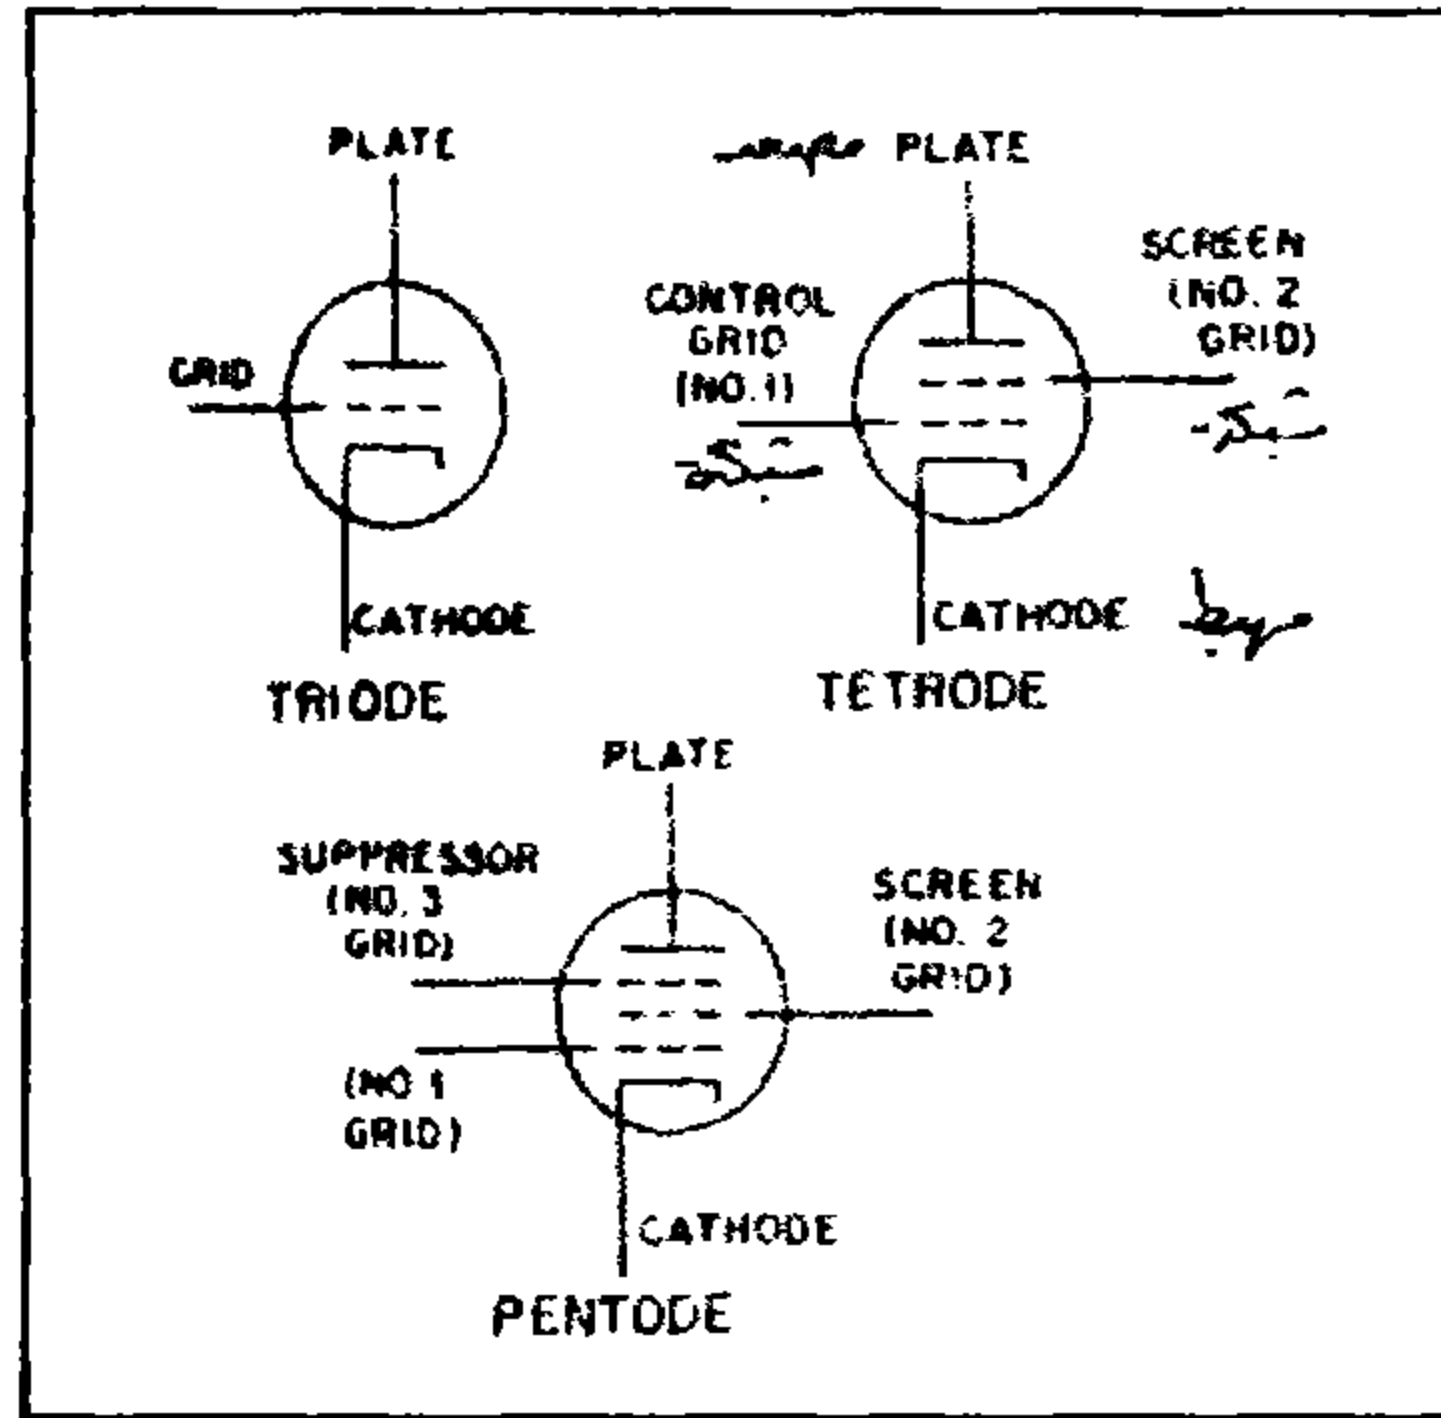 PLATE
GRID
CATHODE
TRIODE
PLATE
CONTROL
GRID
(NO. 1)
SCREEN
(NO. 2
GRID)
CATHODE
TETRODE
PLATE
SUPPRESSOR
(NO. 3
GRID)
SCREEN
(NO. 2
GRID)
(NO 1
GRID)
CATHODE
PENTODE